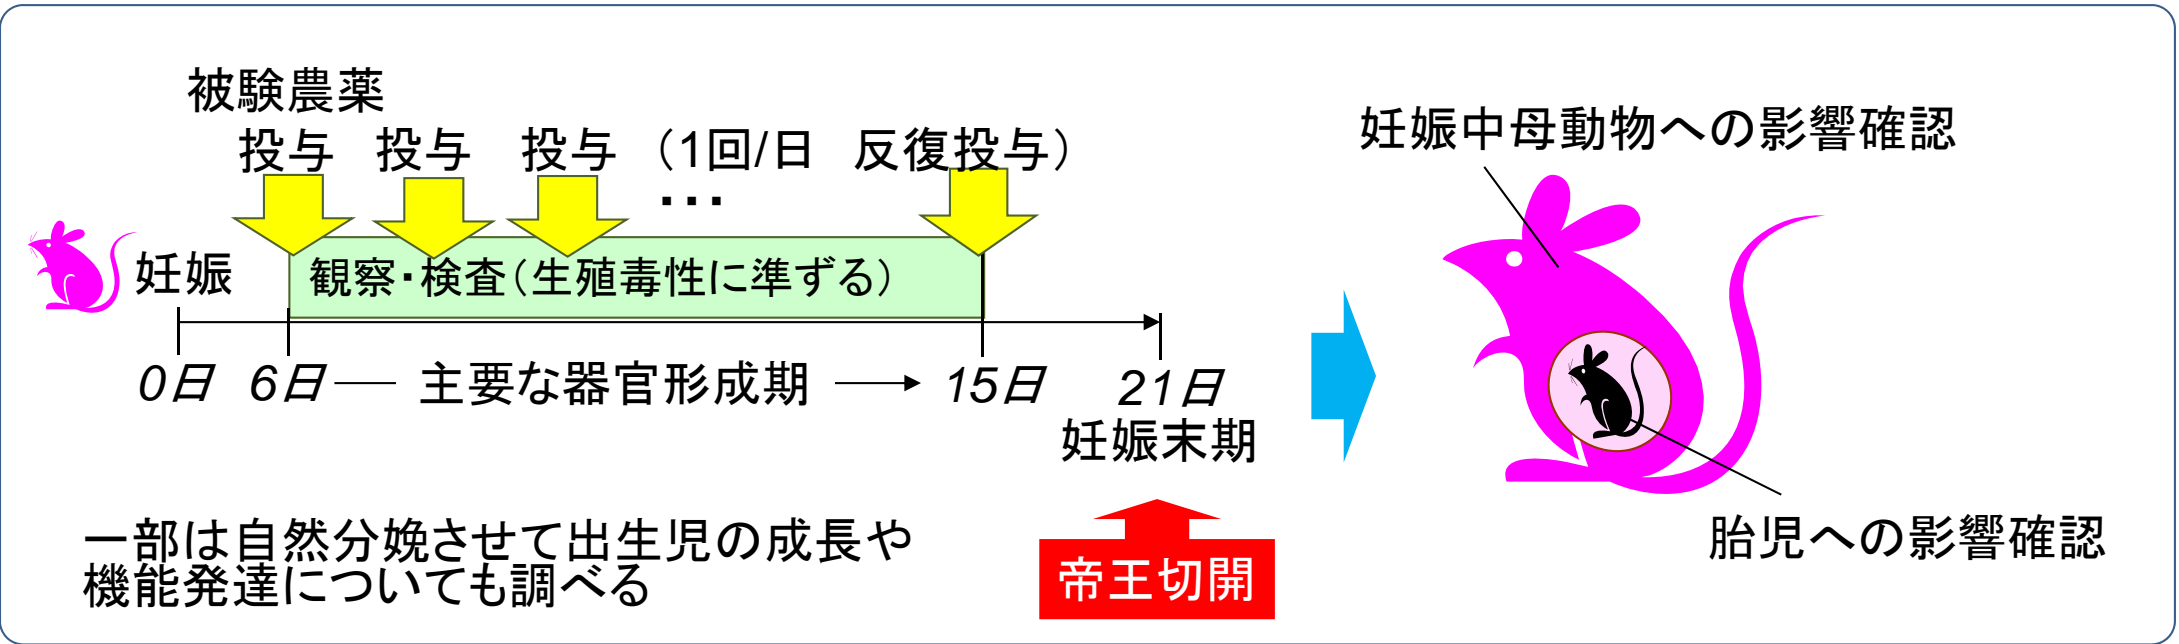 被験農薬
投与 投与 投与 （1回/日 反復投与）
・・・
妊娠中母動物への影響確認
妊娠
観察・検査（生殖毒性に準ずる）
0日 6日 主要な器官形成期 15日 21日
妊娠末期
一部は自然分娩させて出生児の成長や
機能発達についても調べる
帝王切開
胎児への影響確認